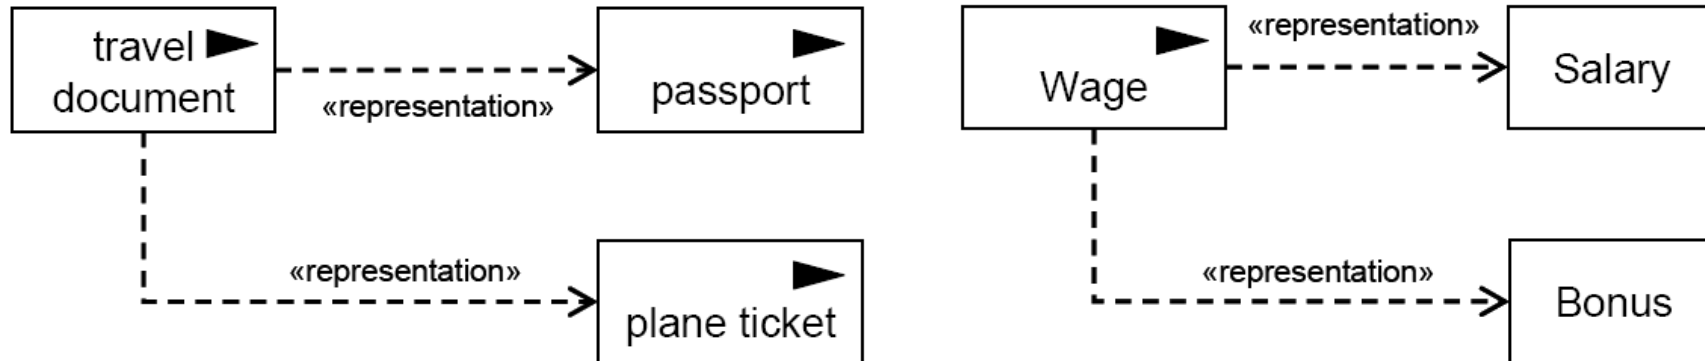 travel
document
«representation»
passport
«representation»
plane ticket
Wage
«representation»
Salary
«representation»
Bonus